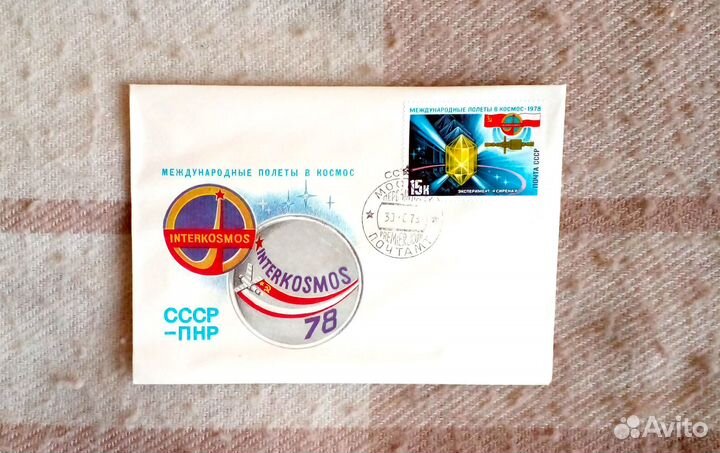 МЕЖДУНАРОДНЫЕ ПОЛЕТЫ В КОСМОС • 1978
ПОЧТА СССР
15к
ЭКСПЕРИМЕНТ «СИРЕНА»
МЕЖДУНАРОДНЫЕ ПОЛЕТЫ В КОСМОС
INTERKOSMOS
INTERKOSMOS
78
СССР
–ПНР
ПОЧТАМТ
Avito